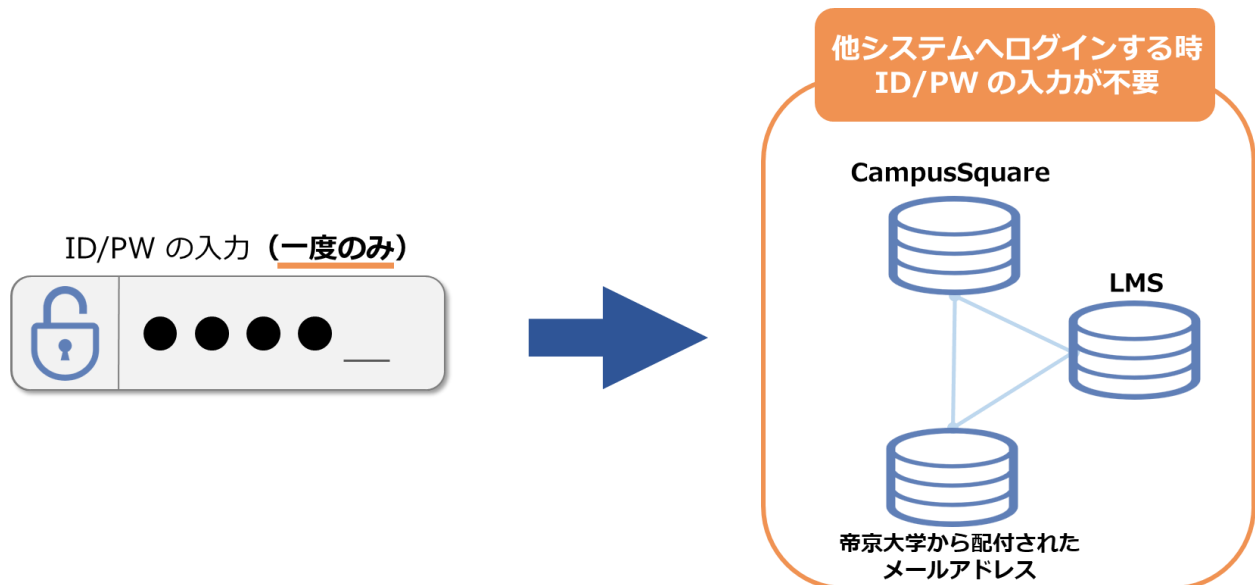 他システムへログインする時
ID/PW の入力が不要
CampusSquare
ID/PW の入力（一度のみ）
LMS
帝京大学から配付された
メールアドレス